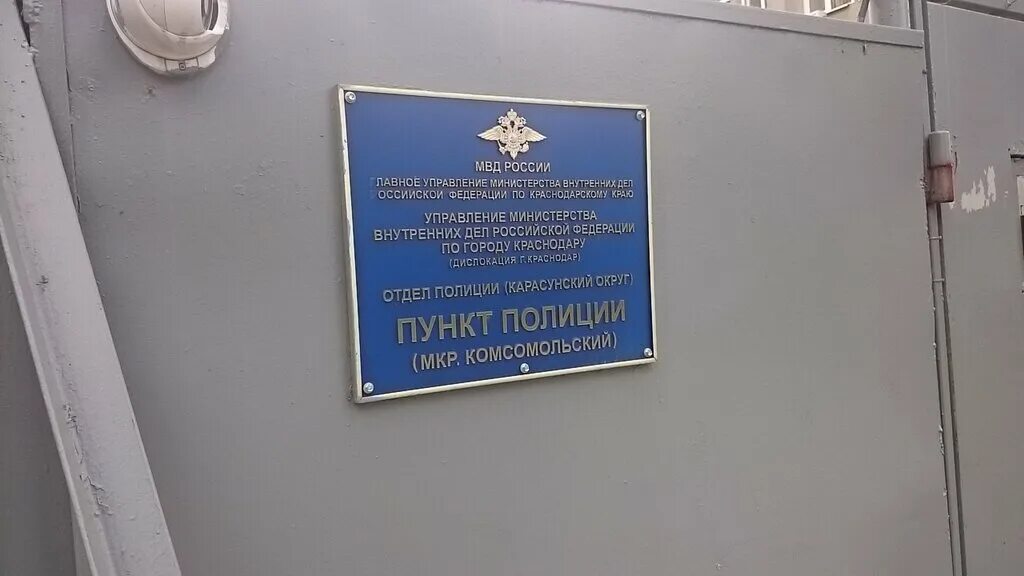 МВД РОССИИ
ГЛАВНОЕ УПРАВЛЕНИЕ МИНИСТЕРСТВА ВНУТРЕННИХ ДЕЛ
РОССИЙСКОЙ ФЕДЕРАЦИИ ПО КРАСНОДАРСКОМУ КРАЮ
УПРАВЛЕНИЕ МИНИСТЕРСТВА
ВНУТРЕННИХ ДЕЛ РОССИЙСКОЙ ФЕДЕРАЦИИ
ПО ГОРОДУ КРАСНОДАРУ
(ДИСЛОКАЦИЯ Г.КРАСНОДАР)
ОТДЕЛ ПОЛИЦИИ (КАРАСУНСКИЙ ОКРУГ)
ПУНКТ ПОЛИЦИИ
(МКР. КОМСОМОЛЬСКИЙ)